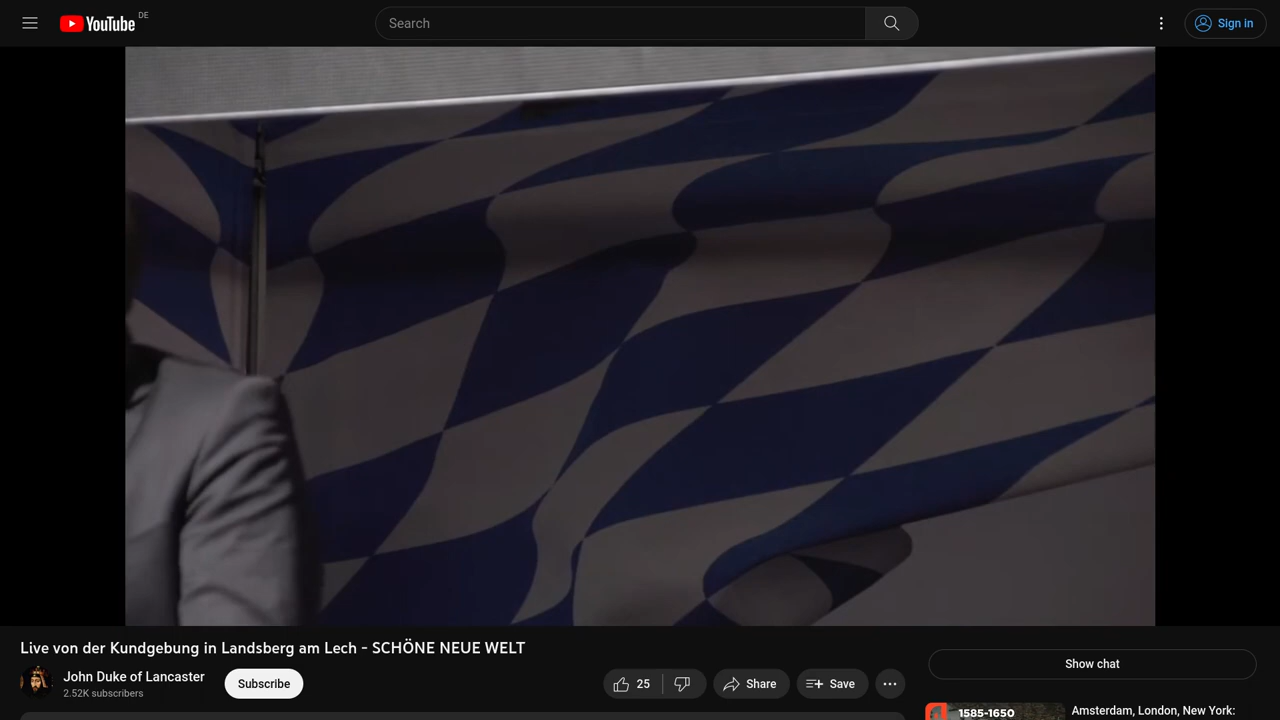 YouTube DE
Search
Sign in
Live von der Kundgebung in Landsberg am Lech - SCHÖNE NEUE WELT
John Duke of Lancaster
2.52K subscribers
Subscribe
25
Share
Save
Show chat
1585-1650
Amsterdam, London, New York: